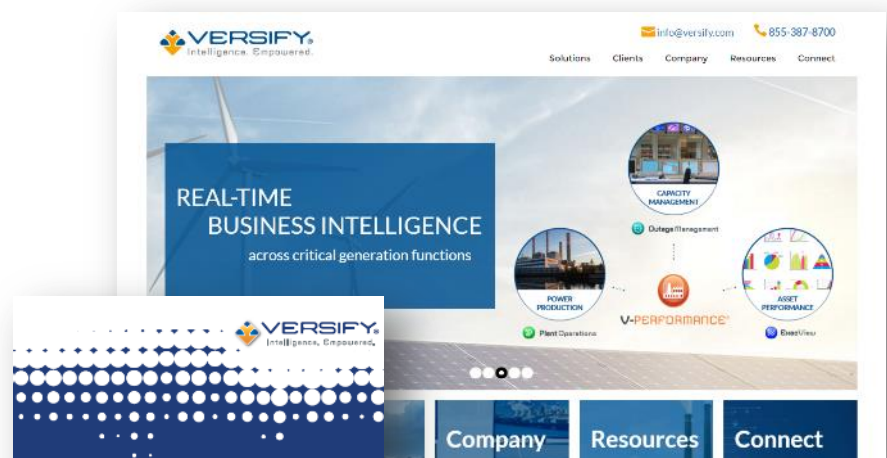 VERSIFY®
Intelligence. Empowered.
info@versify.com 855-387-8700
Solutions Clients Company Resources Connect
REAL-TIME
BUSINESS INTELLIGENCE
across critical generation functions
CAPACITY
MANAGEMENT
Outage Management
POWER
PRODUCTION
Plant Operations
V-PERFORMANCE®
ASSET
PERFORMANCE
ExecView
VERSIFY®
Intelligence. Empowered.
Company Resources Connect